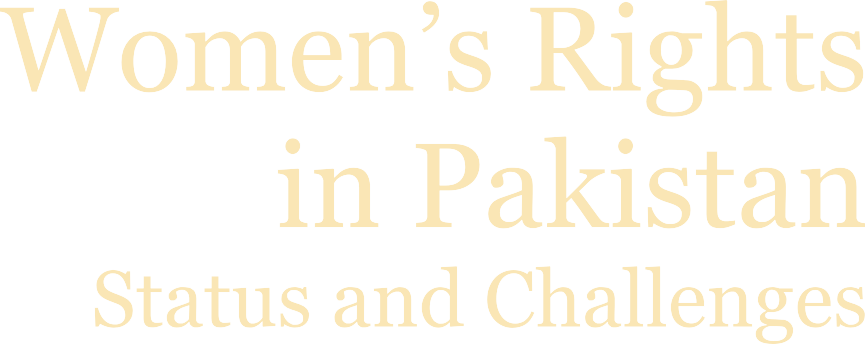 Women’s Rights
in Pakistan
Status and Challenges